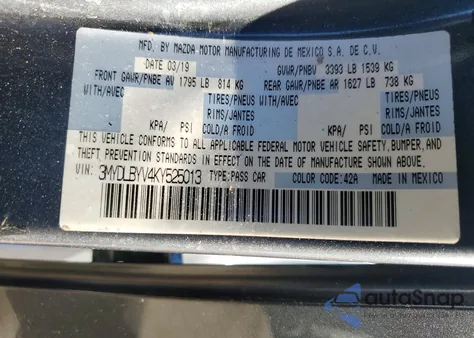 MFD. BY MAZDA MOTOR MANUFACTURING DE MEXICO S.A. DE C.V.
DATE 03/19 GVWR/PNBV 3393 LB 1539 KG
FRONT GAWR/PNBE AV 1795 LB 814 KG REAR GAWR/PNBE AR 1627 LB 738 KG
WITH/AVEC TIRES/PNEUS WITH/AVEC TIRES/PNEUS
RIMS/JANTES RIMS/JANTES
KPA/ PSI COLD/A FROID KPA/ PSI COLD/A FROID
THIS VEHICLE CONFORMS TO ALL APPLICABLE FEDERAL MOTOR VEHICLE SAFETY, BUMPER, AND
THEFT PREVENTION STANDARDS IN EFFECT ON THE DATE OF MANUFACTURE SHOWN ABOVE.
VIN: 3MYDLBYV4KY525013 TYPE: PASS CAR COLOR CODE: 42A MADE IN MEXICO
autoSnap